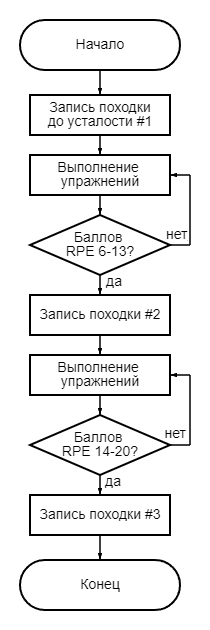 Начало
Запись походки
до усталости #1
Выполнение
упражнений
Баллов
RPE 6-13?
нет
да
Запись походки #2
Выполнение
упражнений
Баллов
RPE 14-20?
нет
да
Запись походки #3
Конец